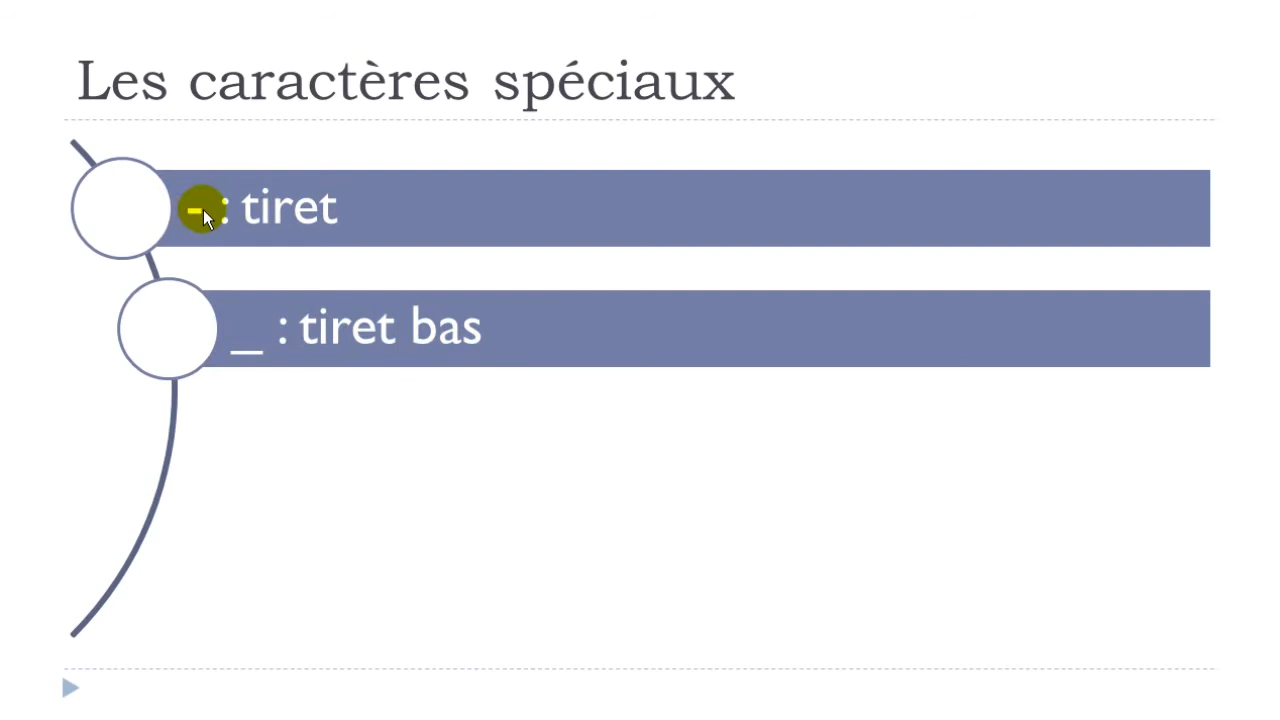 Les caractères spéciaux
- : tiret
_ : tiret bas